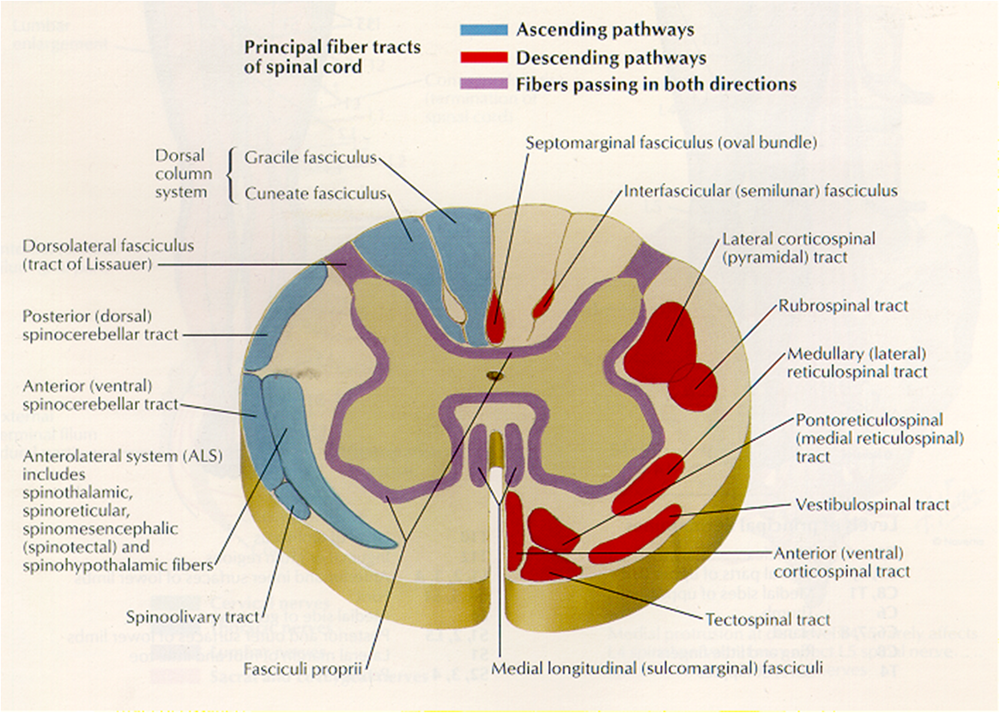 Principal fiber tracts
of spinal cord
Ascending pathways
Descending pathways
Fibers passing in both directions
Septomarginal fasciculus (oval bundle)
Dorsal
column
system
Gracile fasciculus
Cuneate fasciculus
Interfascicular (semilunar) fasciculus
Dorsolateral fasciculus
(tract of Lissauer)
Lateral corticospinal
(pyramidal) tract
Posterior (dorsal)
spinocerebellar tract
Rubrospinal tract
Medullary (lateral)
reticulospinal tract
Anterior (ventral)
spinocerebellar tract
Pontoreticulospinal
(medial reticulospinal)
tract
Anterolateral system (ALS)
includes
spinothalamic,
spinoreticular,
spinomesencephalic
(spinotectal) and
spinohypothalamic fibers
Vestibulospinal tract
Anterior (ventral)
corticospinal tract
Spinoolivary tract
Tectospinal tract
Fasciculi proprii
Medial longitudinal (sulcomarginal) fasciculi